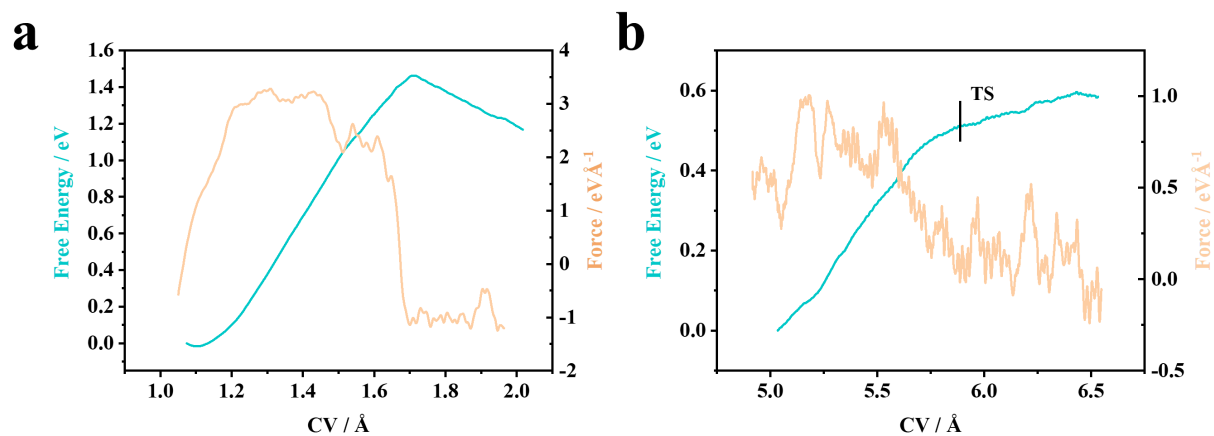 a
1.6
1.4
1.2
1.0
0.8
0.6
0.4
0.2
0.0
Free Energy / eV
4
3
2
1
0
-1
-2
Force / eV Å-1
1.0 1.2 1.4 1.6 1.8 2.0
CV / Å
b
TS
0.6
0.4
0.2
0.0
Free Energy / eV
1.0
0.5
0.0
-0.5
Force / eV Å-1
5.0 5.5 6.0 6.5
CV / Å